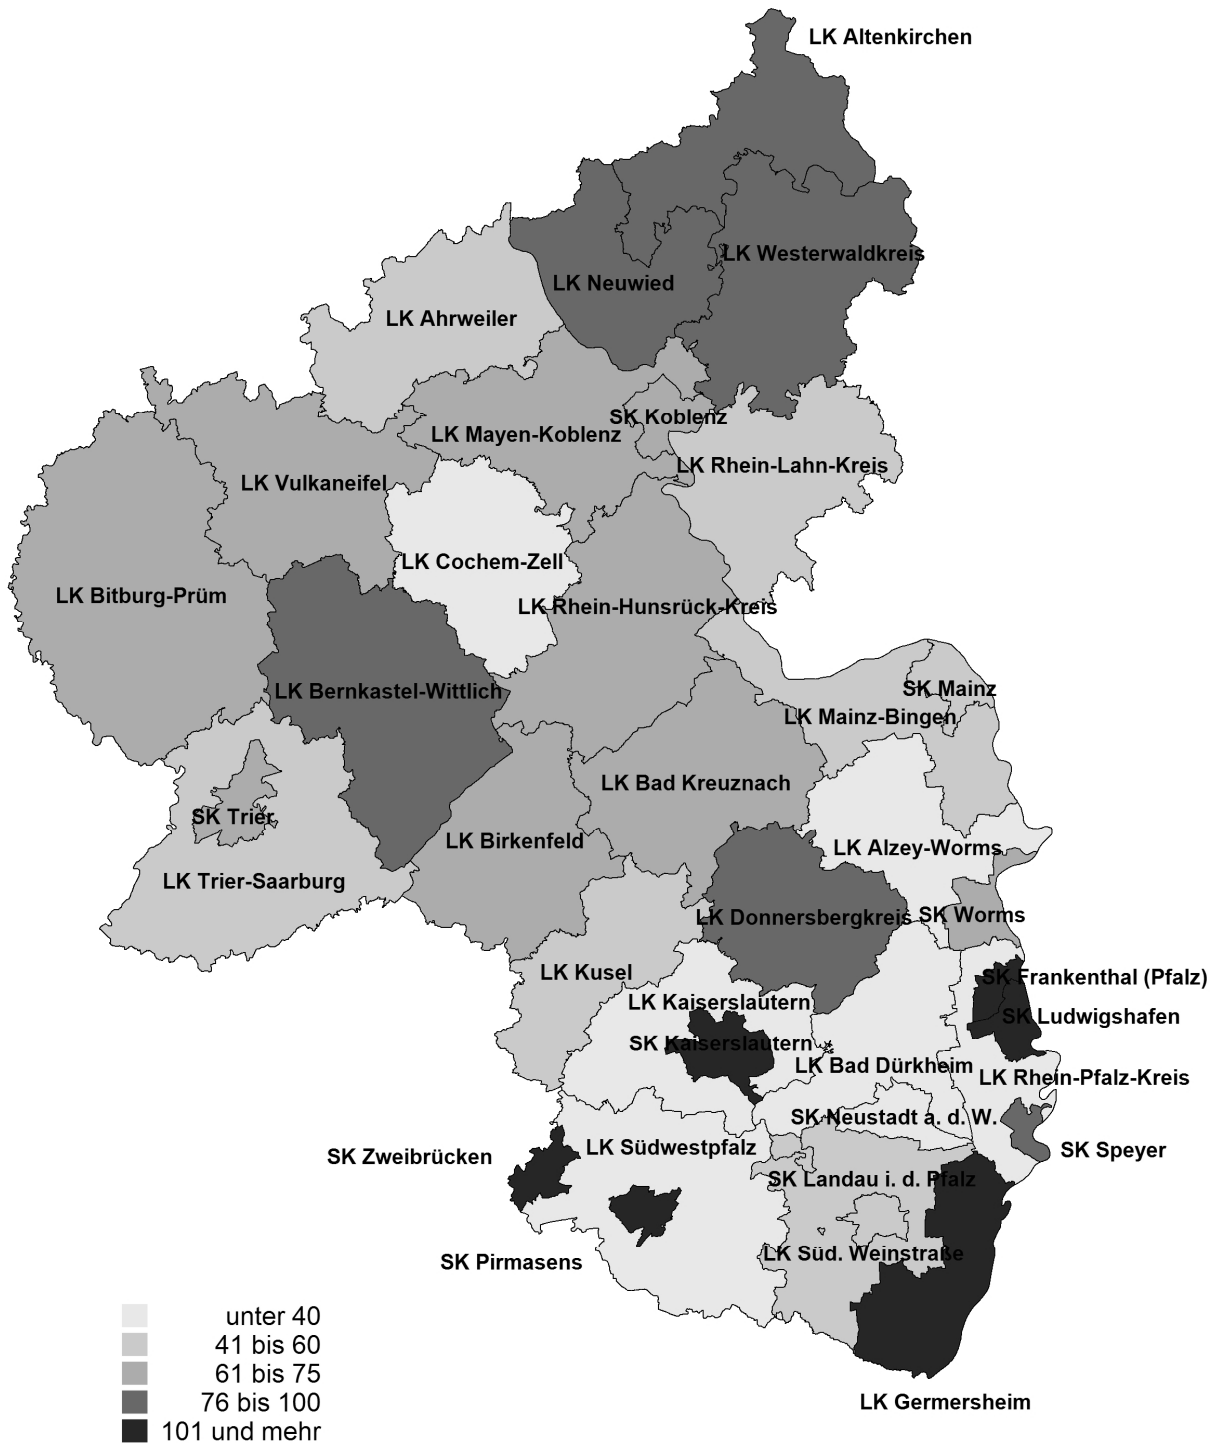 LK Altenkirchen
LK Westerwaldkreis
LK Neuwied
LK Ahrweiler
SK Koblenz
LK Mayen-Koblenz
LK Rhein-Lahn-Kreis
LK Vulkaneifel
LK Cochem-Zell
LK Bitburg-Prüm
LK Rhein-Hunsrück-Kreis
SK Mainz
LK Bernkastel-Wittlich
LK Mainz-Bingen
LK Bad Kreuznach
SK Trier
LK Birkenfeld
LK Alzey-Worms
LK Trier-Saarburg
LK Donnersbergkreis
SK Worms
LK Kusel
SK Frankenthal (Pfalz)
LK Kaiserslautern
SK Ludwigshafen
SK Kaiserslautern
LK Bad Dürkheim
LK Rhein-Pfalz-Kreis
SK Neustadt a. d. W.
LK Südwestpfalz
SK Speyer
SK Zweibrücken
SK Landau i. d. Pfalz
LK Süd. Weinstraße
SK Pirmasens
unter 40
41 bis 60
61 bis 75
76 bis 100
LK Germersheim
101 und mehr